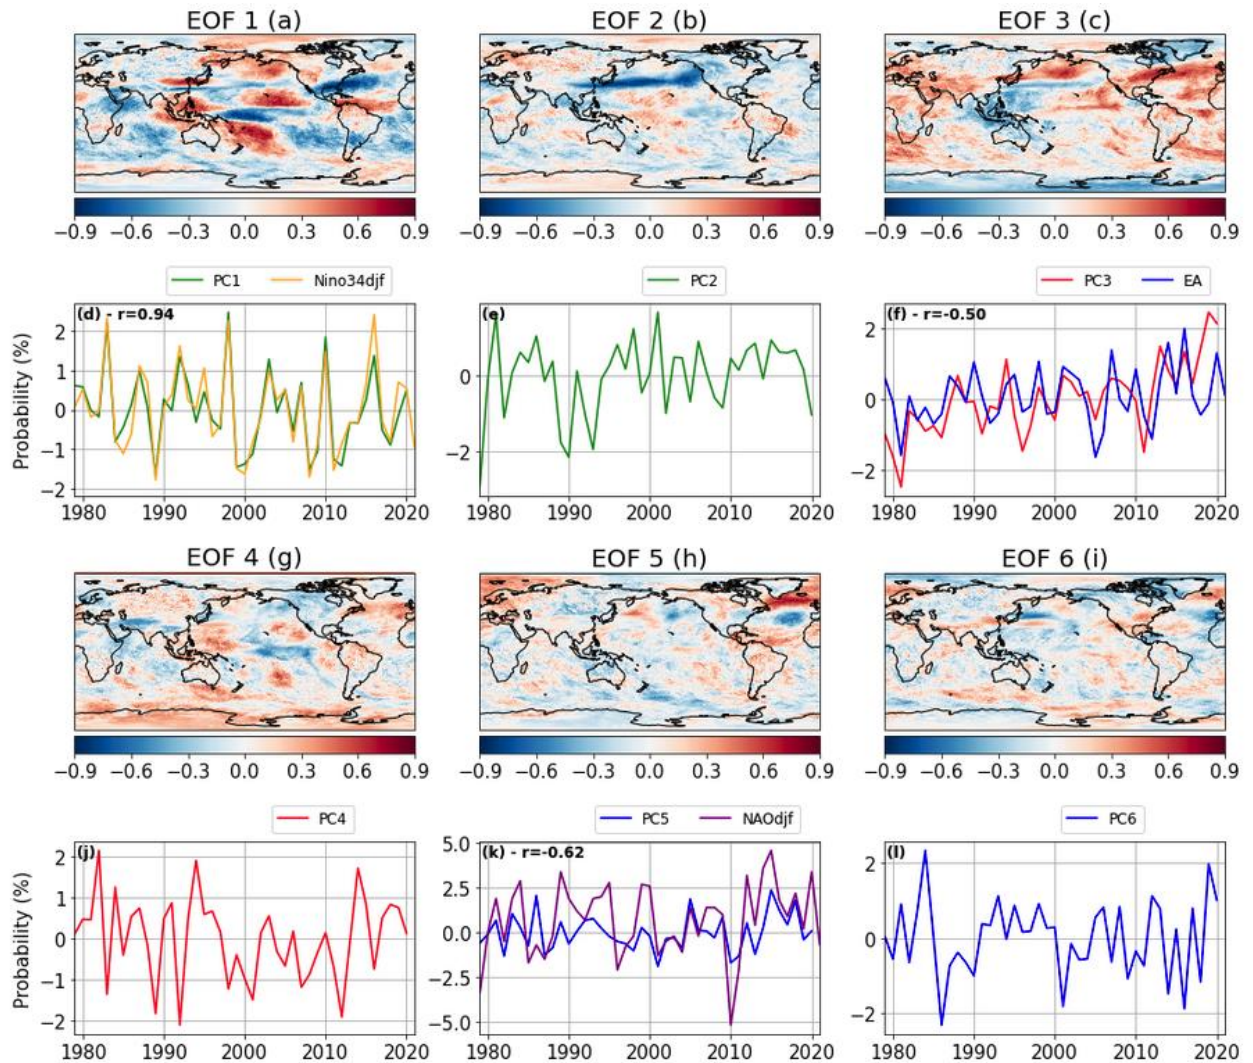 EOF 1 (a) EOF 2 (b) EOF 3 (c)
−0.9 −0.6 −0.3 0.0 0.3 0.6 0.9 −0.9 −0.6 −0.3 0.0 0.3 0.6 0.9 −0.9 −0.6 −0.3 0.0 0.3 0.6 0.9
PC1 Nino34djf PC2 PC3 EA
(d) - r=0.94 (e) (f) - r=-0.50
Probability (%)
2 1 0 −1 −2
0 −2
2 0 −2
1980 1990 2000 2010 2020 1980 1990 2000 2010 2020 1980 1990 2000 2010 2020
EOF 4 (g) EOF 5 (h) EOF 6 (i)
−0.9 −0.6 −0.3 0.0 0.3 0.6 0.9 −0.9 −0.6 −0.3 0.0 0.3 0.6 0.9 −0.9 −0.6 −0.3 0.0 0.3 0.6 0.9
PC4 PC5 NAOdjf PC6
(j) (k) - r=-0.62 (l)
Probability (%)
2 1 0 −1 −2
5.0 2.5 0.0 −2.5 −5.0
2 0 −2
1980 1990 2000 2010 2020 1980 1990 2000 2010 2020 1980 1990 2000 2010 2020